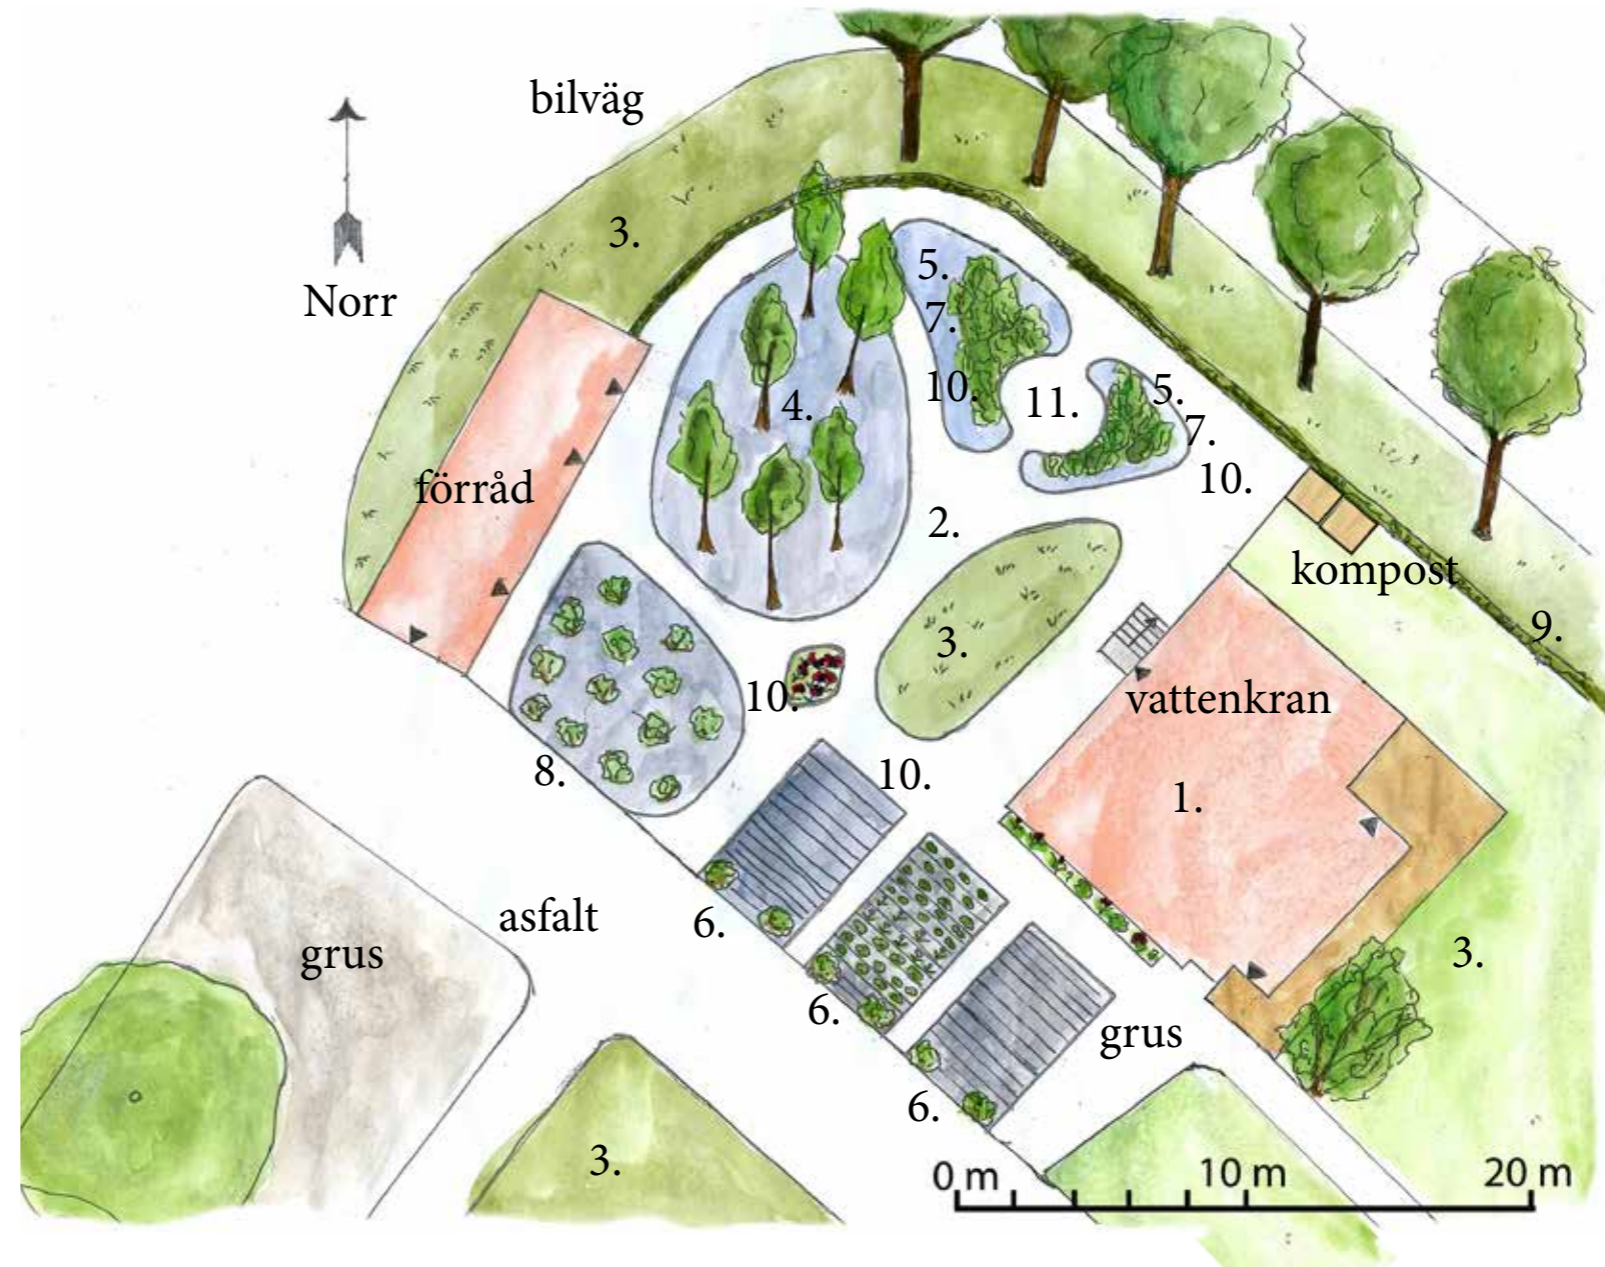 bilväg
3.
Norr
5.
7.
10.
11.
5.
7.
10.
4.
förråd
2.
kompost
9.
3.
10.
vattenkran
8.
10.
1.
asfalt
6.
grus
3.
6.
grus
6.
3.
0 m
10 m
20 m